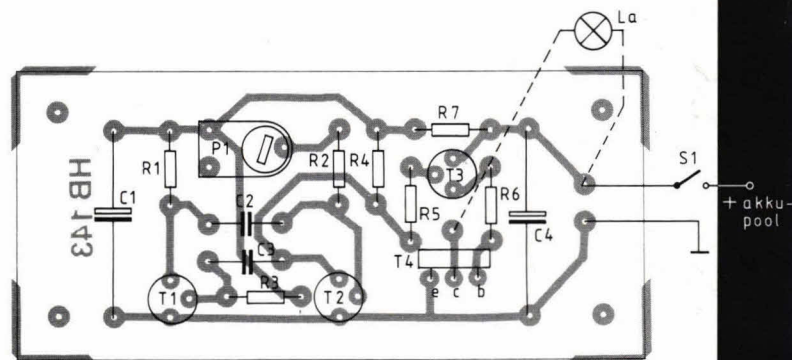 La
R7
S1
+ akku-
pool
P1
R1
R2
R4
T3
R6
R5
HB 143
C1
C2
C4
C3
T4
R3
T1
T2
e
c
b